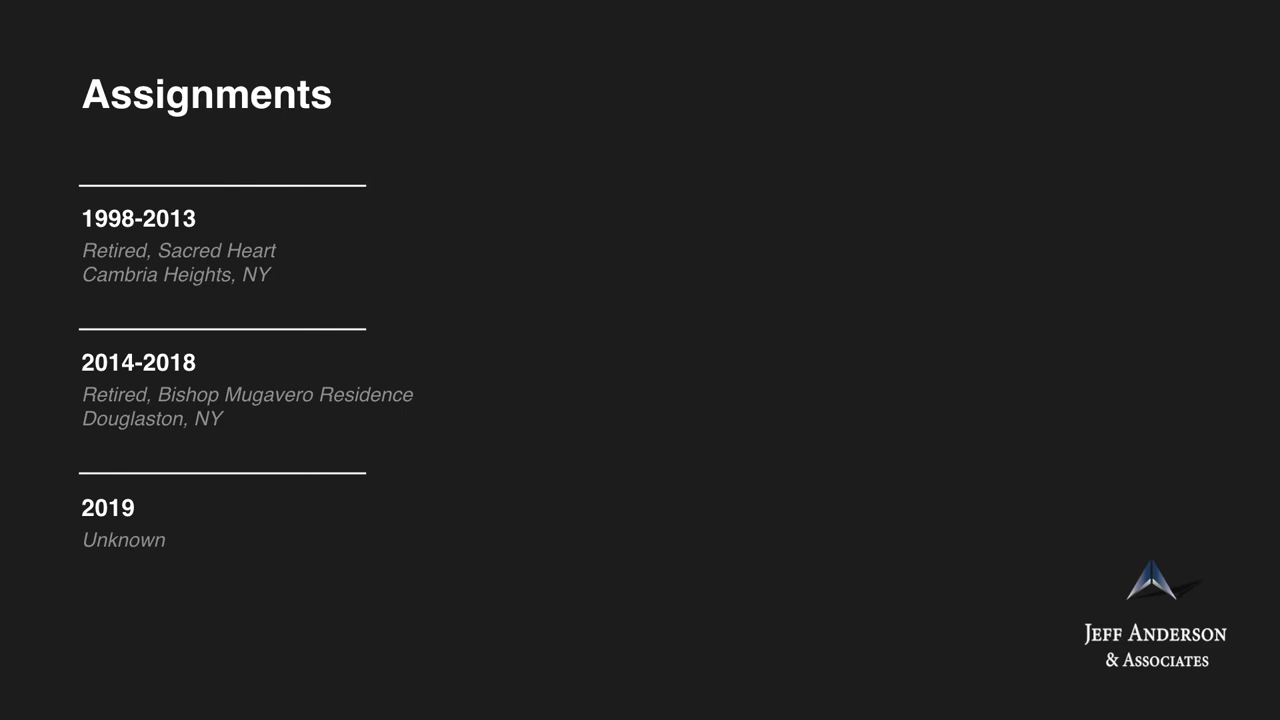 Assignments
1998-2013
Retired, Sacred Heart
Cambria Heights, NY
2014-2018
Retired, Bishop Mugavero Residence
Douglaston, NY
2019
Unknown
JEFF ANDERSON
& ASSOCIATES